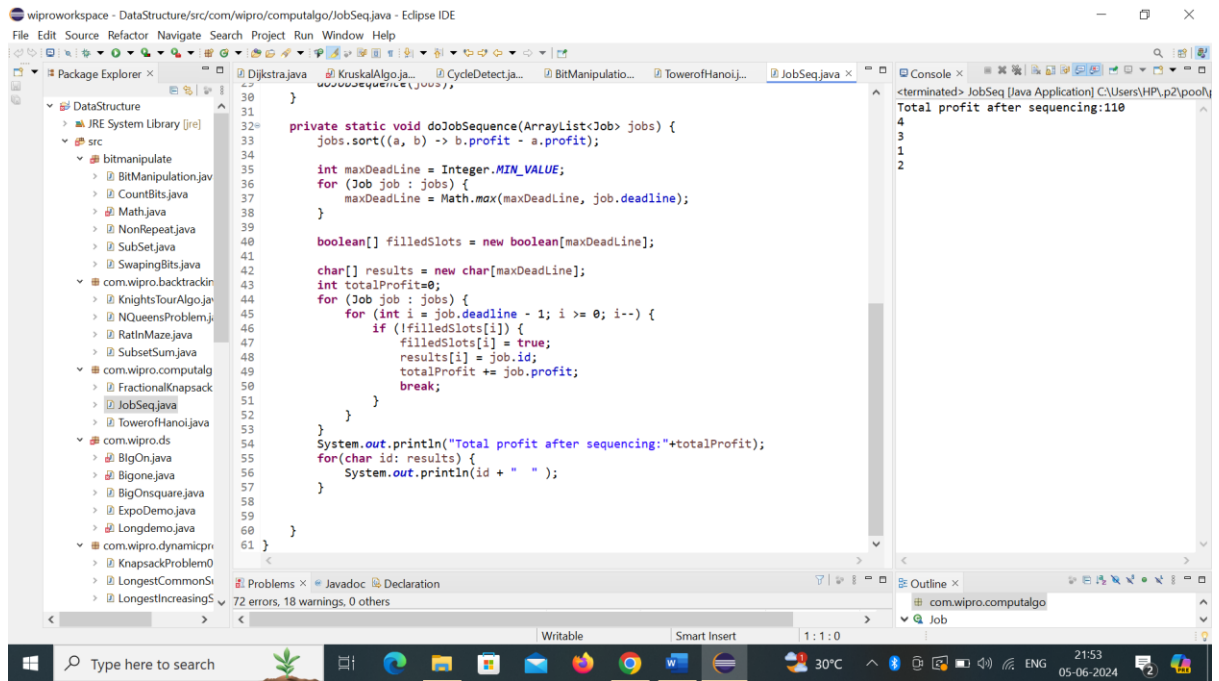 wiproworkspace - DataStructure/src/com/wipro/computalgo/JobSeq.java - Eclipse IDE
File Edit Source Refactor Navigate Search Project Run Window Help
Package Explorer ×
DataStructure
JRE System Library [jre]
src
bitmanipulate
BitManipulation.jav
CountBits.java
Math.java
NonRepeat.java
SubSet.java
SwapingBits.java
com.wipro.backtrackin
KnightsTourAlgo.jav
NQueensProblem.ja
RatInMaze.java
SubsetSum.java
com.wipro.computalg
FractionalKnapsack
JobSeq.java
TowerofHanoi.java
com.wipro.ds
BIgOn.java
Bigone.java
BigOnsquare.java
ExpoDemo.java
Longdemo.java
com.wipro.dynamicpr
KnapsackProblem0
LongestCommonSu
LongestIncreasingS
Dijkstra.java KruskalAlgo.ja... CycleDetect.ja... BitManipulatio... TowerofHanoi.j... JobSeq.java ×
29 doJobSequence(jobs);
30 }
31
32 private static void doJobSequence(ArrayList<Job> jobs) {
33 jobs.sort((a, b) -> b.profit - a.profit);
34
35 int maxDeadLine = Integer.MIN_VALUE;
36 for (Job job : jobs) {
37 maxDeadLine = Math.max(maxDeadLine, job.deadline);
38 }
39
40 boolean[] filledSlots = new boolean[maxDeadLine];
41
42 char[] results = new char[maxDeadLine];
43 int totalProfit=0;
44 for (Job job : jobs) {
45 for (int i = job.deadline - 1; i >= 0; i--) {
46 if (!filledSlots[i]) {
47 filledSlots[i] = true;
48 results[i] = job.id;
49 totalProfit += job.profit;
50 break;
51 }
52 }
53 }
54 System.out.println("Total profit after sequencing:"+totalProfit);
55 for(char id: results) {
56 System.out.println(id + "  " );
57 }
58
59
60 }
61 }
Problems × Javadoc Declaration
72 errors, 18 warnings, 0 others
Console ×
<terminated> JobSeq [Java Application] C:\Users\HP\.p2\pool\p
Total profit after sequencing:110
4
3
1
2
Outline ×
com.wipro.computalgo
Job
Writable Smart Insert 1 : 1 : 0
Type here to search
30°C ENG
21:53
05-06-2024
2